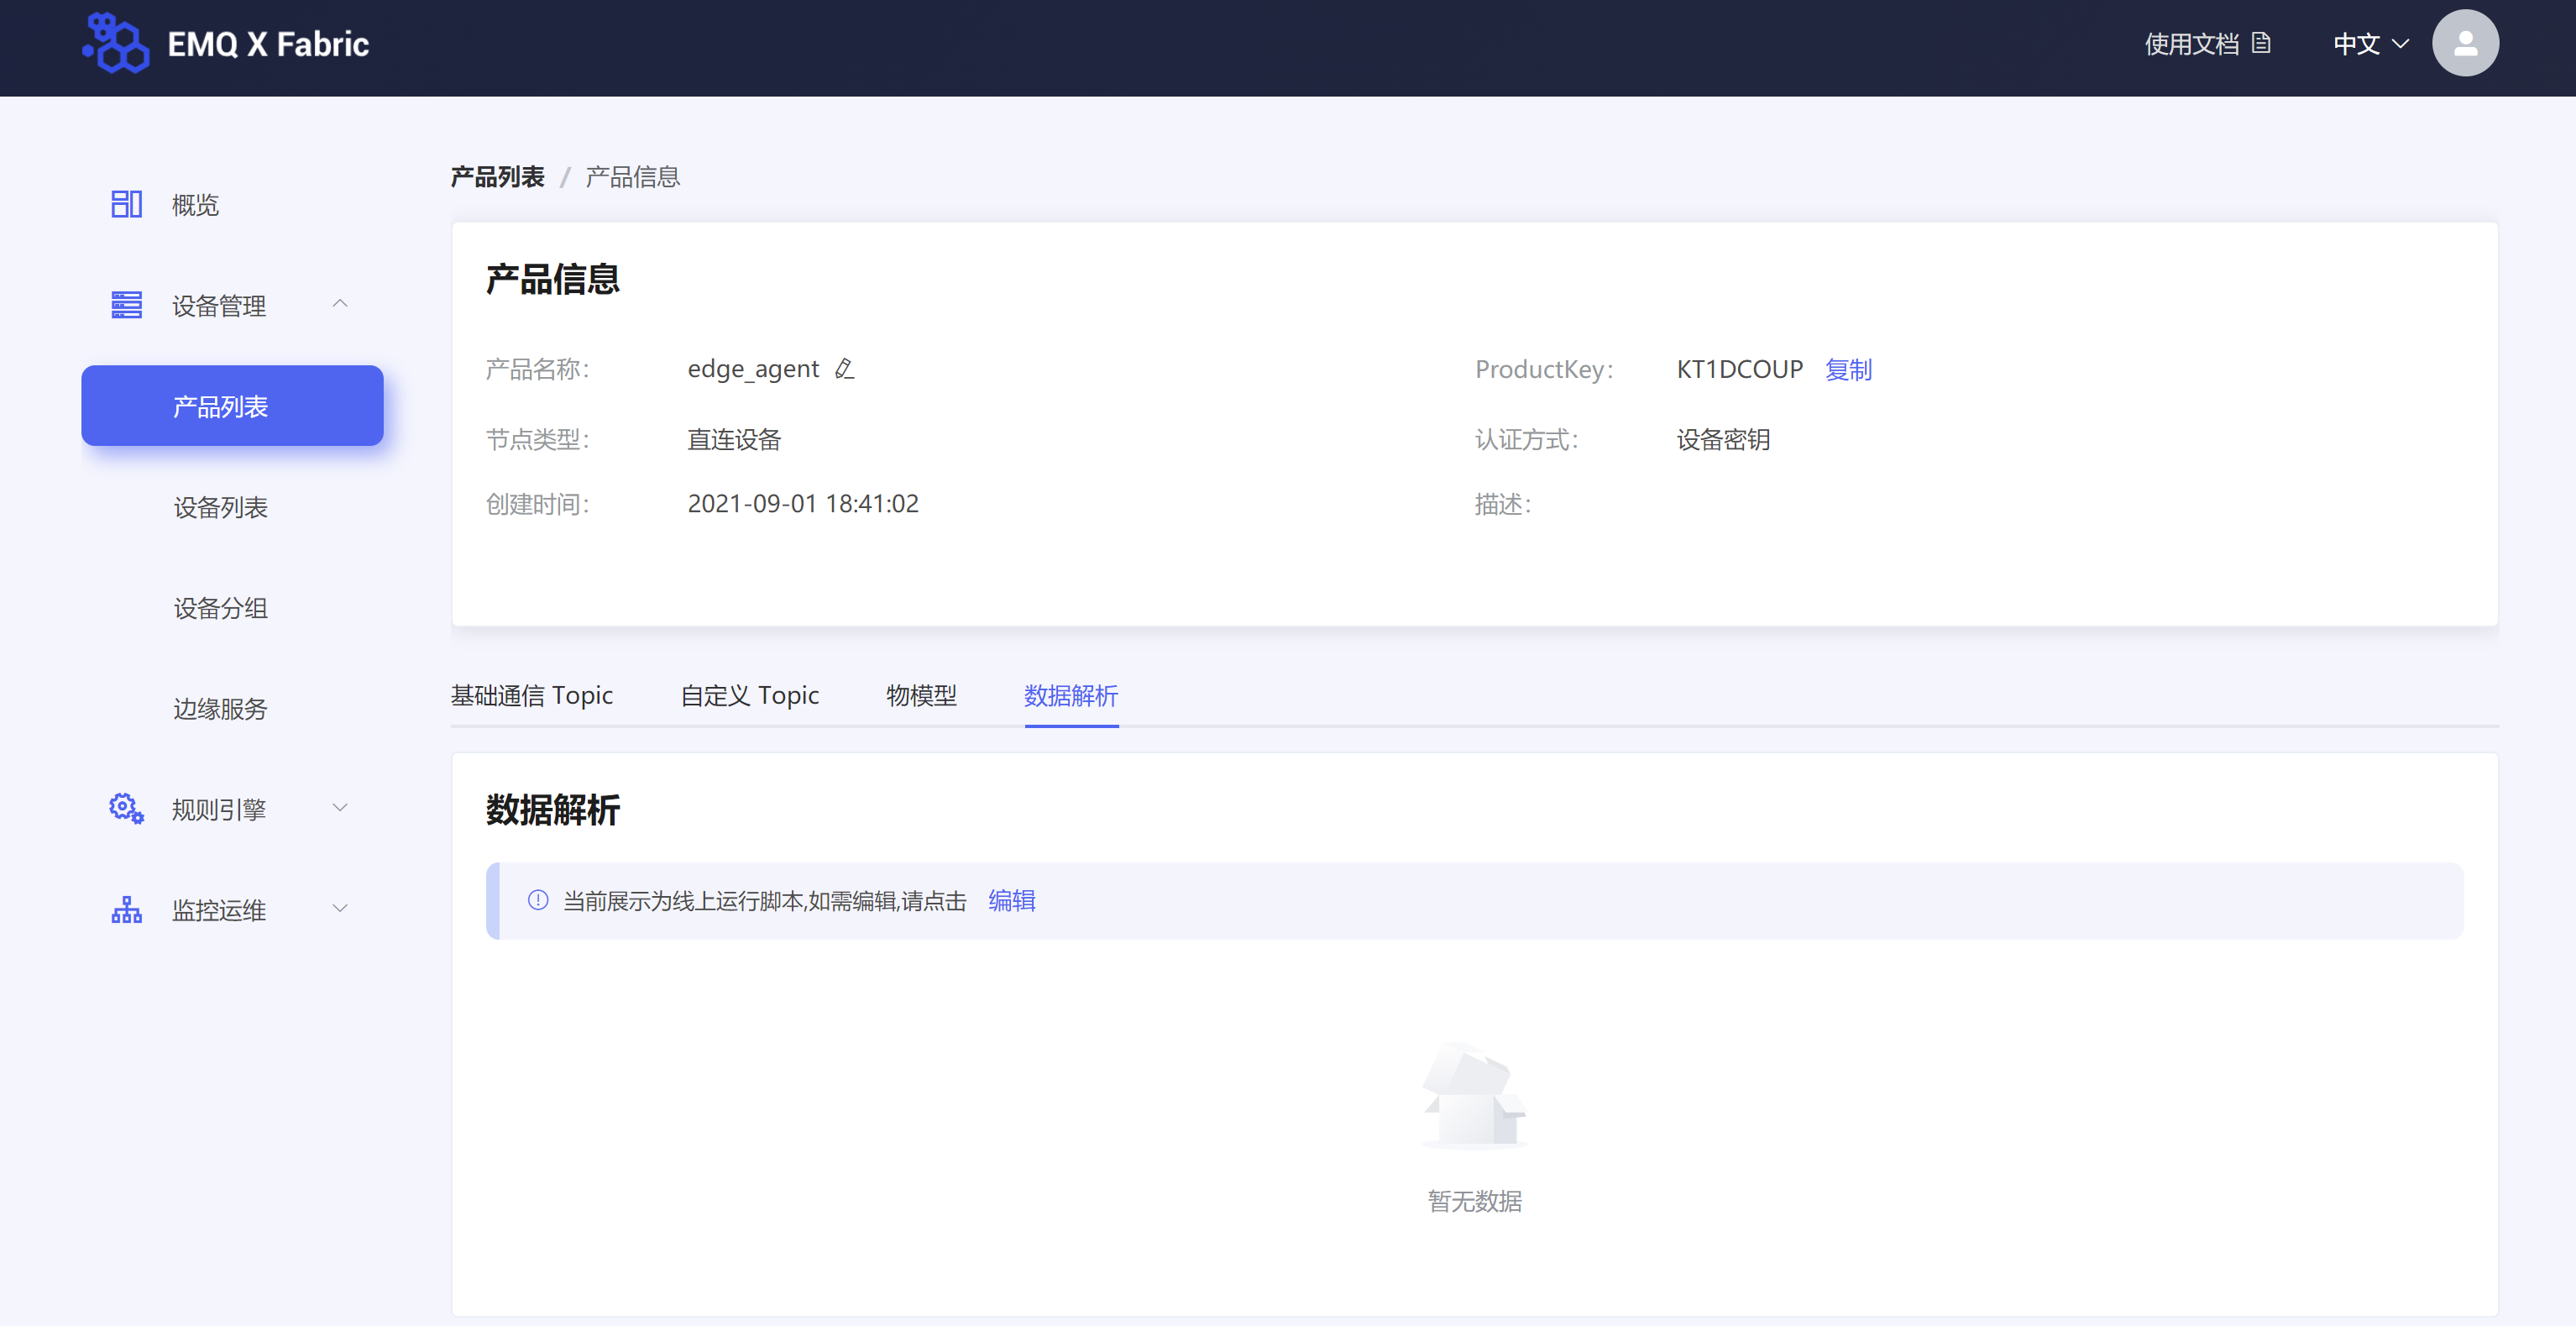 EMQ X Fabric
使用文档
中文
概览
设备管理
产品列表
设备列表
设备分组
边缘服务
规则引擎
监控运维
产品列表 / 产品信息
产品信息
产品名称： edge_agent
ProductKey： KT1DCOUP 复制
节点类型： 直连设备
认证方式： 设备密钥
创建时间： 2021-09-01 18:41:02
描述：
基础通信 Topic 自定义 Topic 物模型 数据解析
数据解析
当前展示为线上运行脚本,如需编辑,请点击 编辑
暂无数据